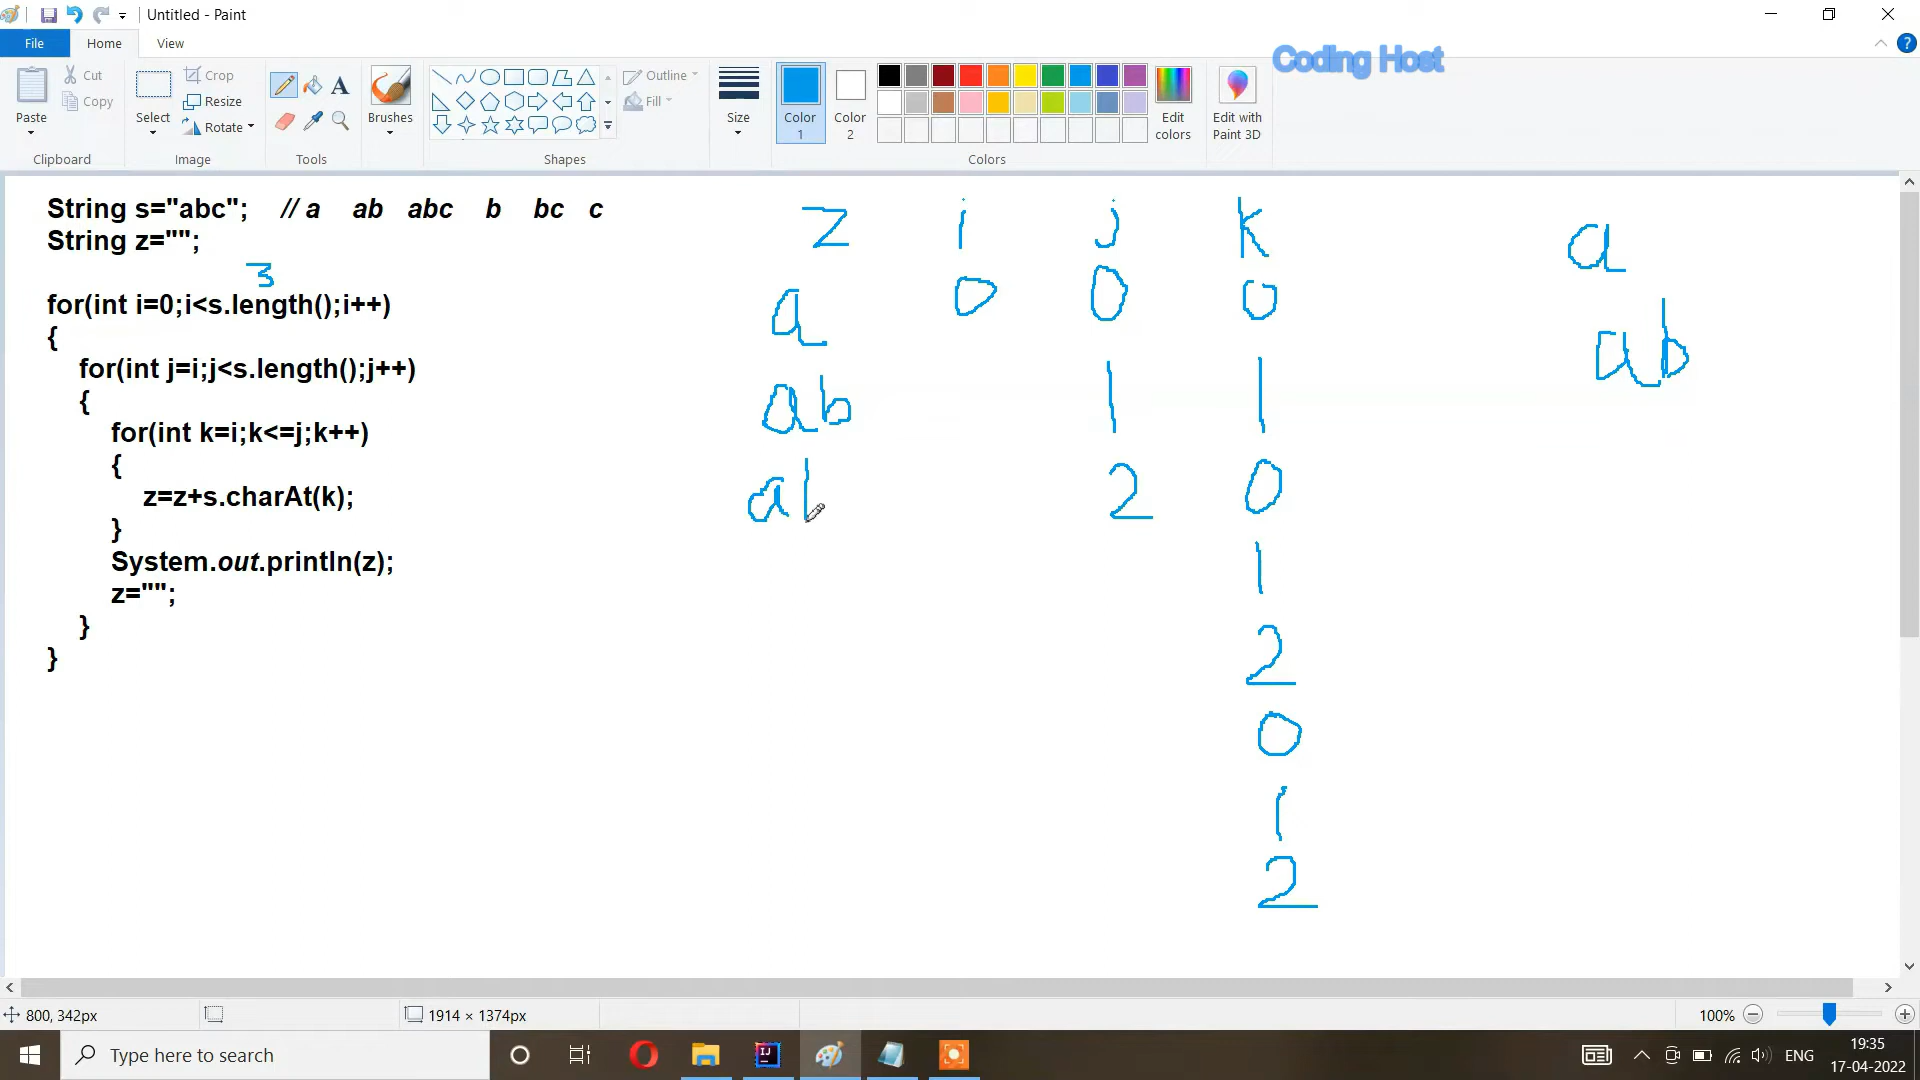 Untitled - Paint
File Home View
Coding Host
Paste Cut Copy Clipboard
Select Crop Resize Rotate Image
Tools
Brushes
Outline Fill Shapes
Size
Color 1 Color 2 Colors
Edit colors
Edit with Paint 3D
String s="abc"; // a ab abc b bc c
String z="";
3
for(int i=0;i<s.length();i++)
{
for(int j=i;j<s.length();j++)
{
for(int k=i;k<=j;k++)
{
z=z+s.charAt(k);
}
System.out.println(z);
z="";
}
}
z i j k
a 0 0 0
ab 1 1
ab 2 0
1
2
0
1
2
a
ab
800, 342px
1914 × 1374px
100%
Type here to search
ENG
19:35
17-04-2022